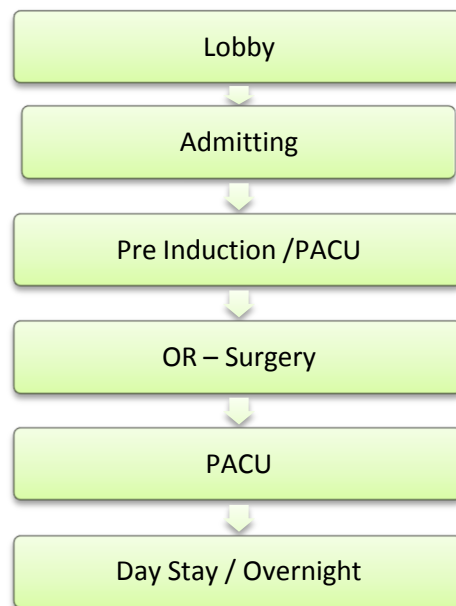 Lobby
Admitting
Pre Induction /PACU
OR – Surgery
PACU
Day Stay / Overnight